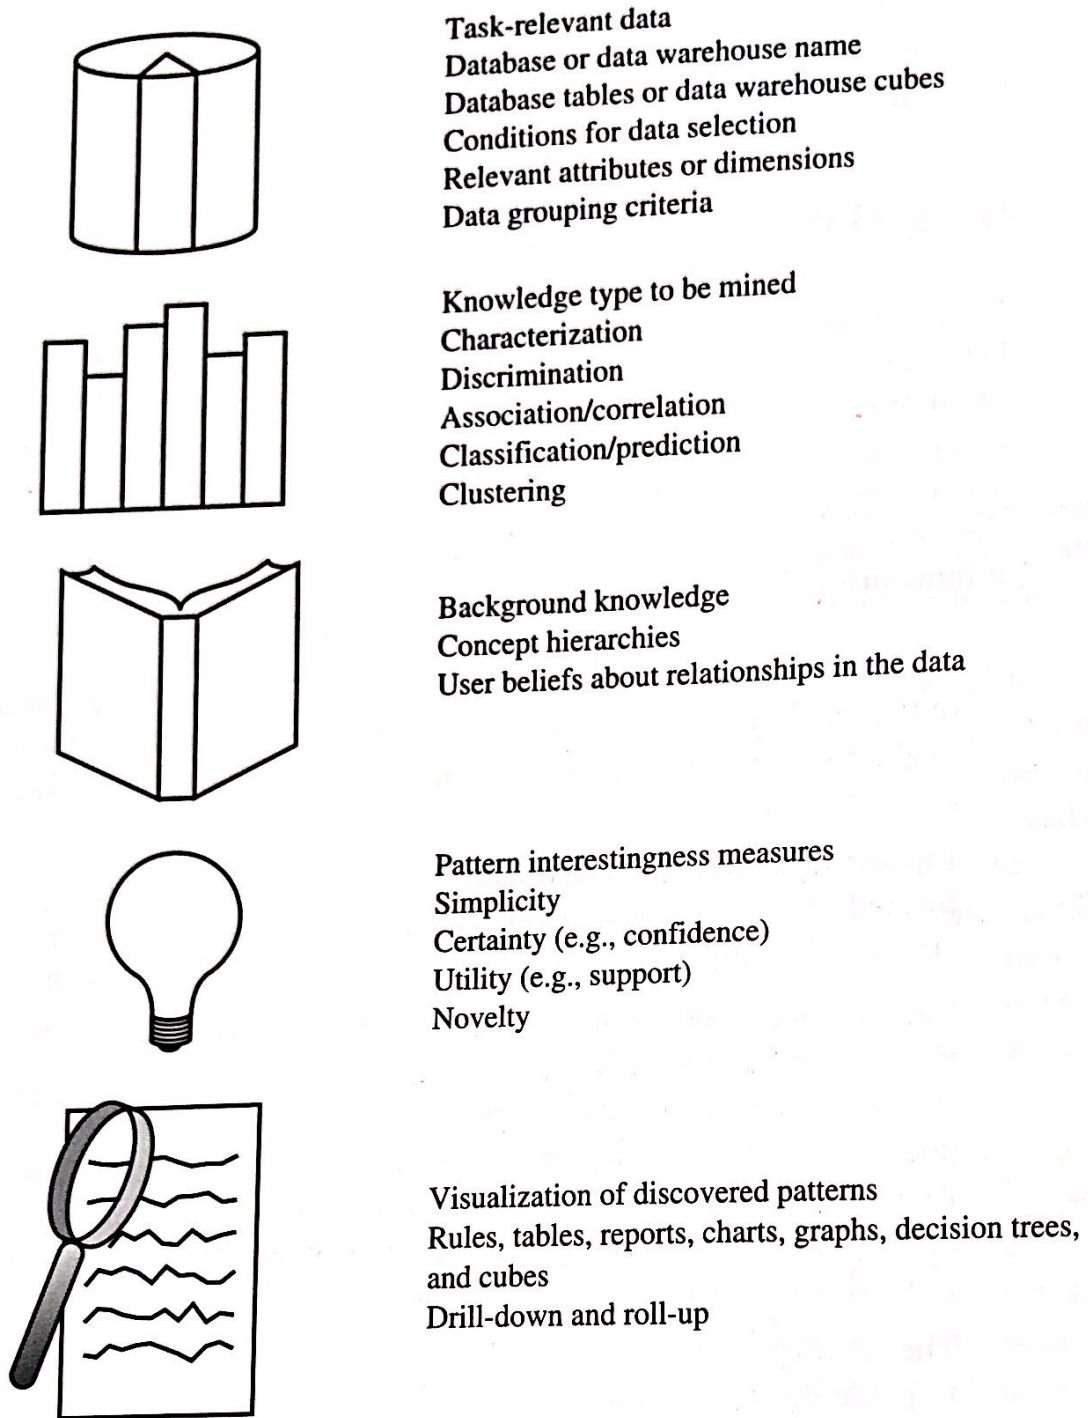 Task-relevant data
Database or data warehouse name
Database tables or data warehouse cubes
Conditions for data selection
Relevant attributes or dimensions
Data grouping criteria
Knowledge type to be mined
Characterization
Discrimination
Association/correlation
Classification/prediction
Clustering
Background knowledge
Concept hierarchies
User beliefs about relationships in the data
Pattern interestingness measures
Simplicity
Certainty (e.g., confidence)
Utility (e.g., support)
Novelty
Visualization of discovered patterns
Rules, tables, reports, charts, graphs, decision trees,
and cubes
Drill-down and roll-up